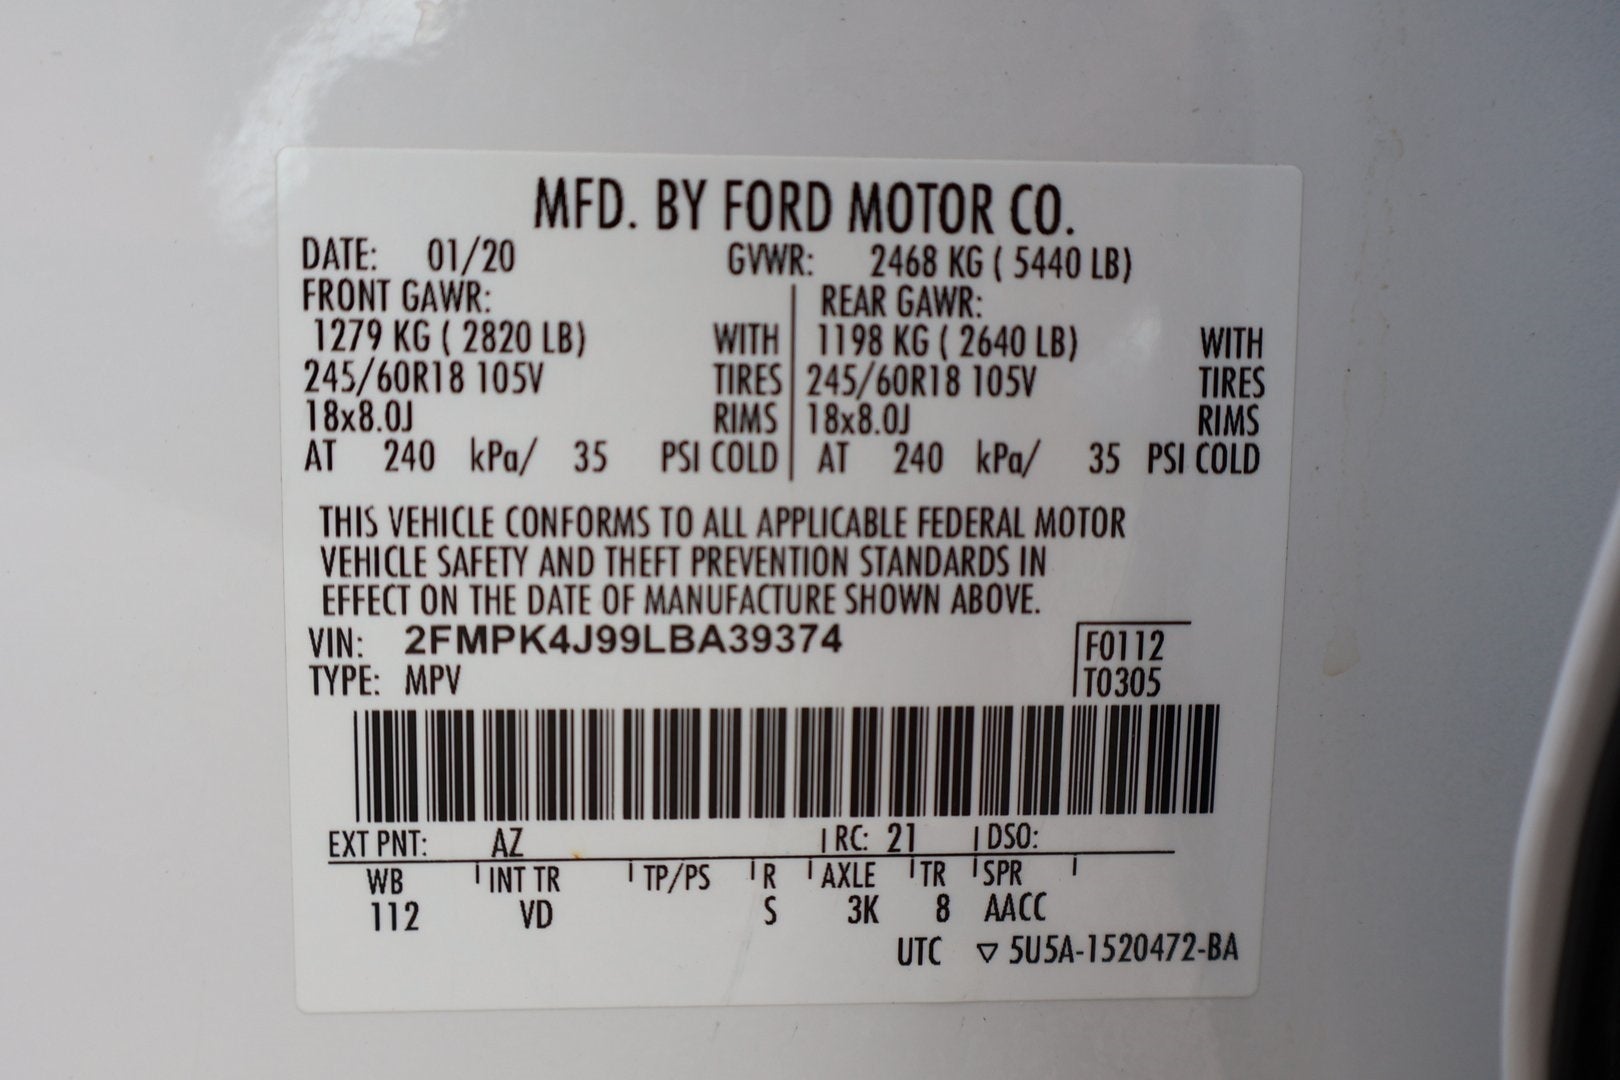 MFD. BY FORD MOTOR CO.
DATE: 01/20 GVWR: 2468 KG ( 5440 LB)
FRONT GAWR: REAR GAWR:
1279 KG ( 2820 LB) WITH 1198 KG ( 2640 LB) WITH
245/60R18 105V TIRES 245/60R18 105V TIRES
18x8.0J RIMS 18x8.0J RIMS
AT 240 kPa/ 35 PSI COLD AT 240 kPa/ 35 PSI COLD
THIS VEHICLE CONFORMS TO ALL APPLICABLE FEDERAL MOTOR
VEHICLE SAFETY AND THEFT PREVENTION STANDARDS IN
EFFECT ON THE DATE OF MANUFACTURE SHOWN ABOVE.
VIN: 2FMPK4J99LBA39374 F0112
TYPE: MPV T0305
EXT PNT: AZ RC: 21 DSO:
WB INT TR TP/PS R AXLE TR SPR
112 VD S 3K 8 AACC
UTC ▽ 5U5A-1520472-BA